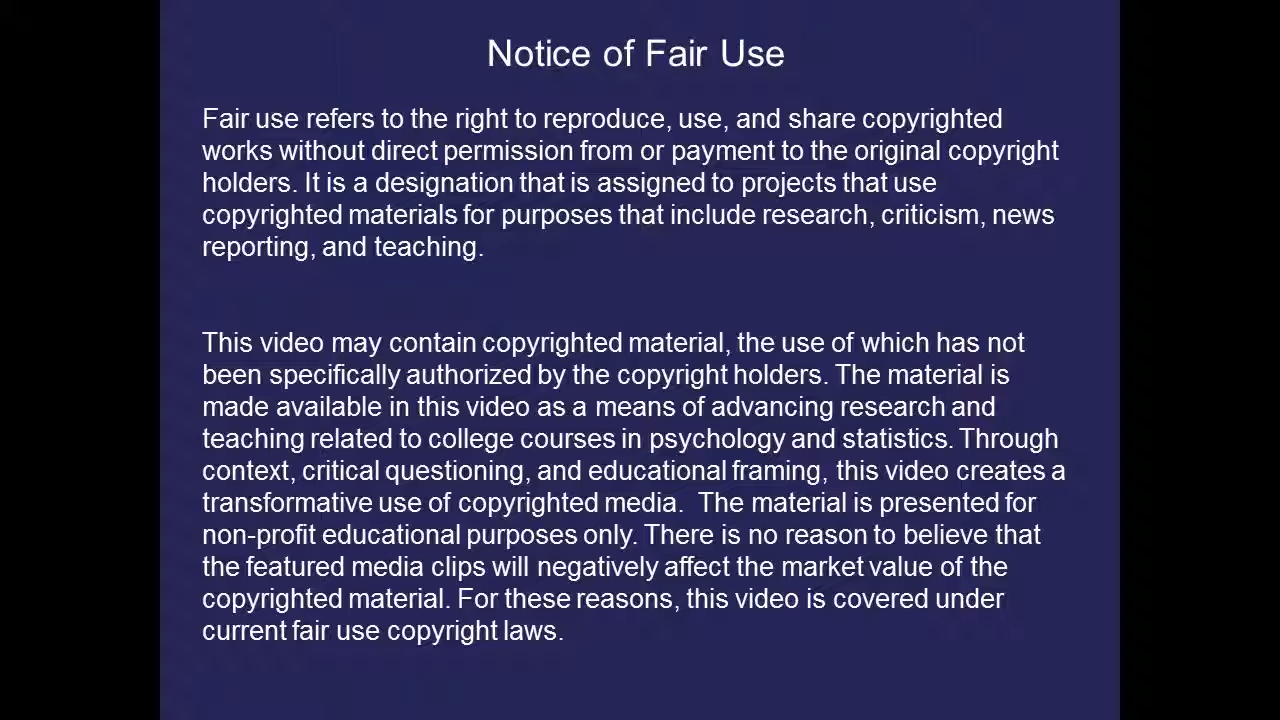 Notice of Fair Use
Fair use refers to the right to reproduce, use, and share copyrighted
works without direct permission from or payment to the original copyright
holders. It is a designation that is assigned to projects that use
copyrighted materials for purposes that include research, criticism, news
reporting, and teaching.
This video may contain copyrighted material, the use of which has not
been specifically authorized by the copyright holders. The material is
made available in this video as a means of advancing research and
teaching related to college courses in psychology and statistics. Through
context, critical questioning, and educational framing, this video creates a
transformative use of copyrighted media.  The material is presented for
non-profit educational purposes only. There is no reason to believe that
the featured media clips will negatively affect the market value of the
copyrighted material. For these reasons, this video is covered under
current fair use copyright laws.